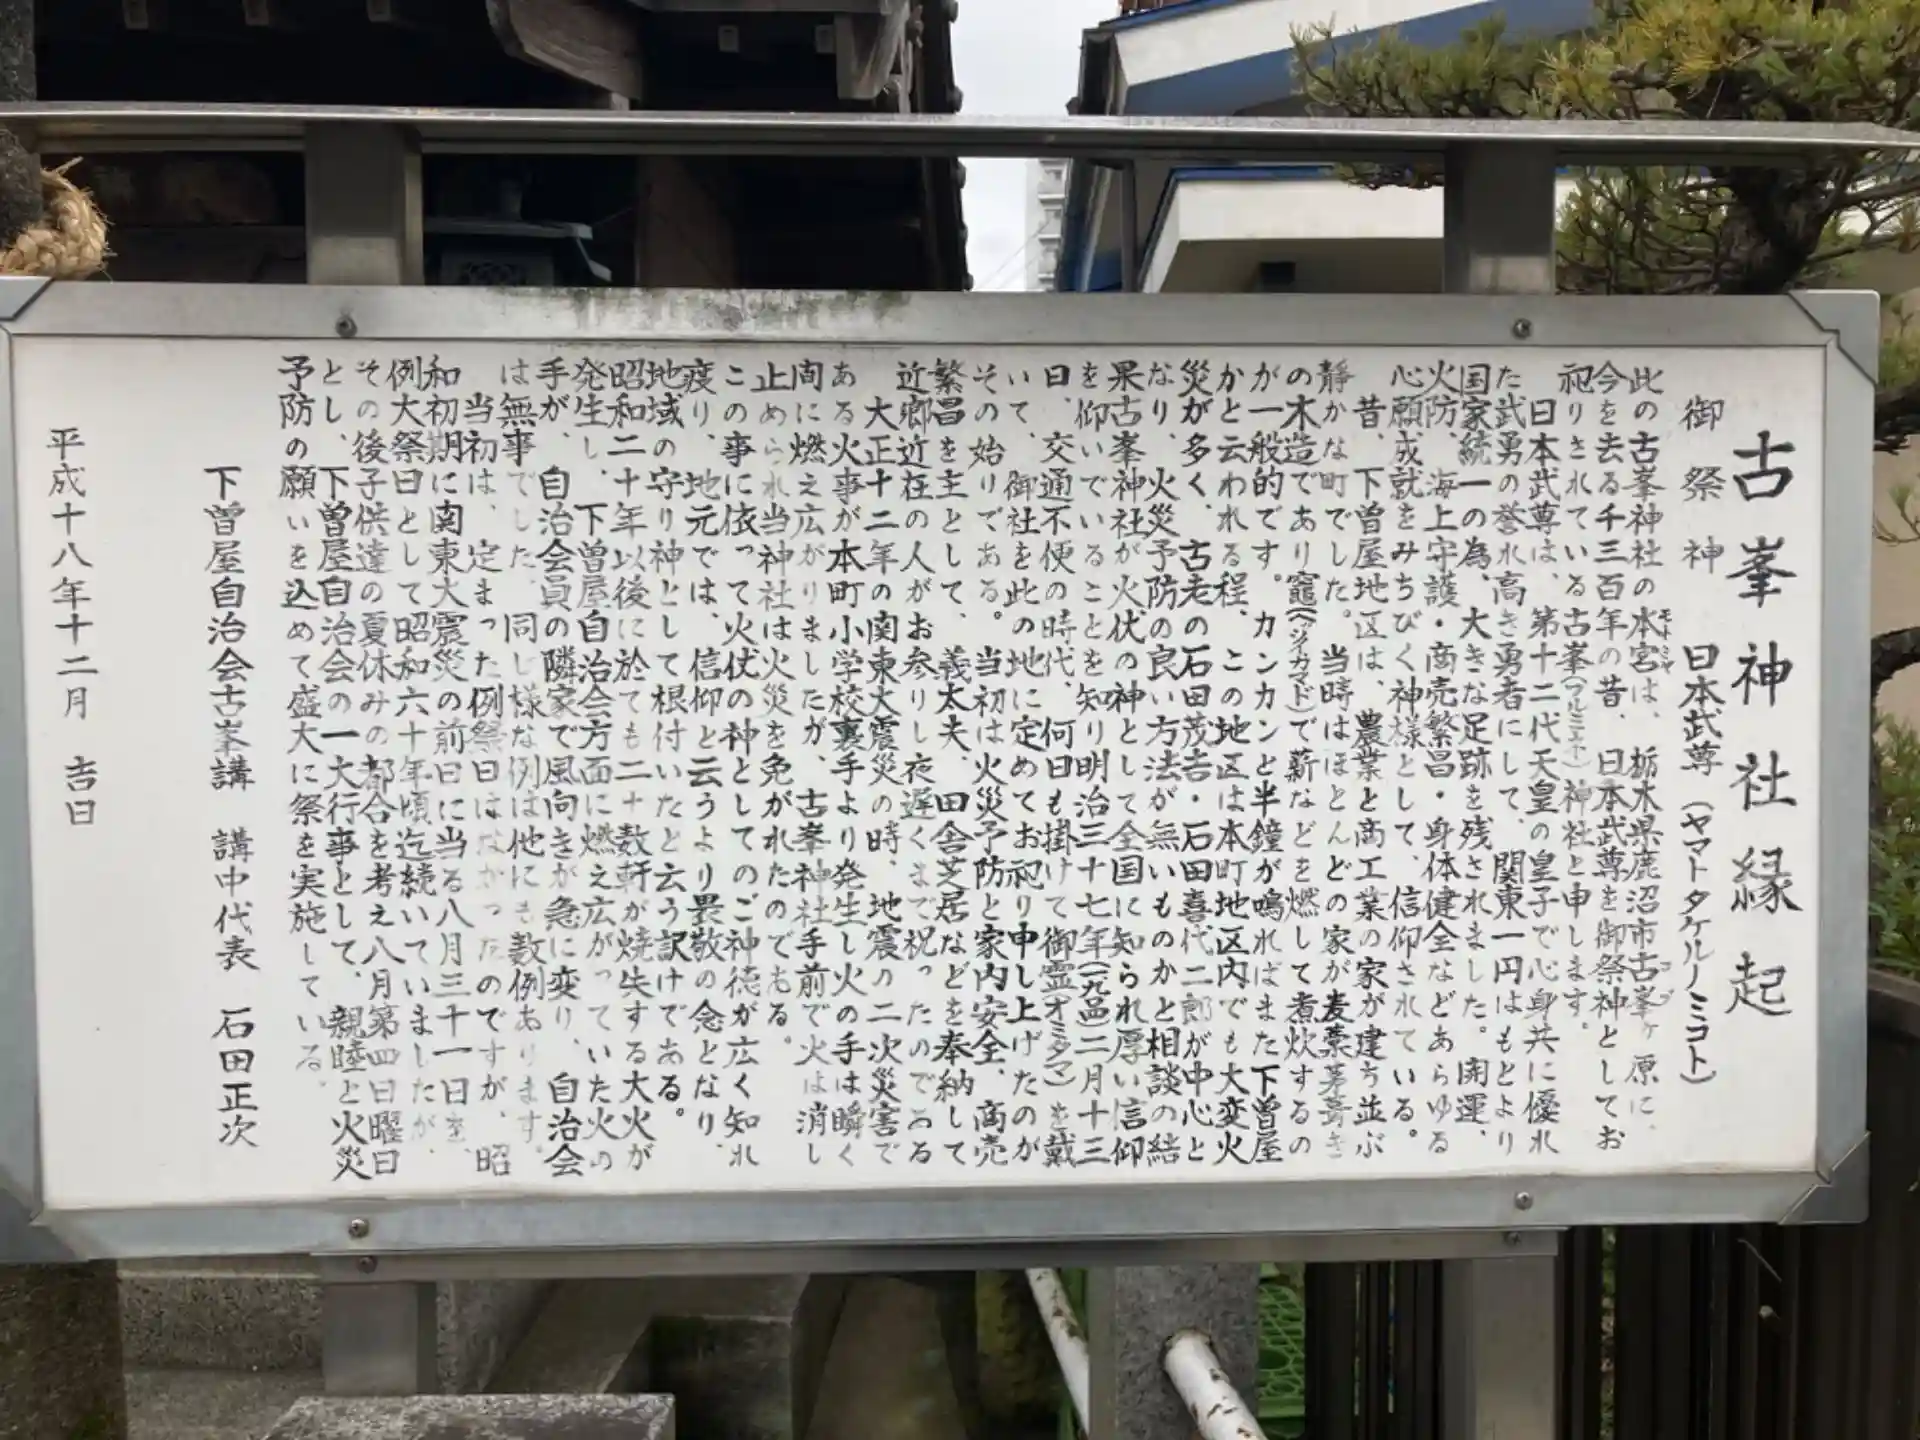 古峯神社縁起
御祭神 日本武尊(ヤマトタケルノミコト)
此の古峯神社の本宮モトミヤは、栃木県鹿沼市古峯コブヶ原に、
今を去る千三百年の昔、日本武尊を御祭神としてお
祀りされている古峯(フルミネ)神社と申します。
日本武尊は、第十二代天皇の皇子で心身共に優れ
た武勇の誉れ高き勇者にして、関東一円はもとより
国家統一の為、大きな足跡を残されました。開運、
火防、海上守護・商売繁昌・身体健全などあらゆる
心願成就をみちびく神様として、信仰されている。
昔、下曽屋地区は、農業と商工業の家が建ち並ぶ
静かな町でした。当時はほとんどの家が麦藁茅葺き
の木造であり竈(ヘツイカマド)で薪などを燃して煮炊するの
が一般的です。カンカンと半鐘が鳴ればまた下曽屋
かと云われる程、この地区は本町地区内でも大変火
災が多く、古老の石田茂吉・石田喜代二郎が中心と
なり、火災予防の良い方法が無いものかと相談の結
果古峯神社が火伏の神として全国に知られ厚い信仰
を仰いでいることを知り明治三十七年(一九〇四)二月十三
日、交通不便の時代、何日も掛けて御霊(オミタマ)を戴
いて、御社を此の地に定めてお祀り申し上げたのが
その始りである。当初は火災予防と家内安全、商売
繁昌を主として、義太夫、田舎芝居などを奉納して
近郷近在の人がお参りし夜遅くまで祝ったのである
大正十二年の関東大震災の時、地震の二次災害で
ある火事が本町小学校裏手より発生し火の手は瞬く
間に燃え広がりましたが、古峯神社手前で火は消し
止められ当神社は火災を免がれたのである。
この事に依って火伏の神としてのご神徳が広く知れ
疫り、地元では、信仰と云うより畏敬の念となり、
地域の守り神として根付いたと云う訳けである。
昭和二十年以後に於ても二十数軒が焼失する大火が
発生し、下曽屋自治会方面に燃え広がっていた火の
手が、自治会員の隣家で風向きが急に変り、自治会
は無事でした、同じ様な例は他にも数例あります。
当初は、定まった例祭日はなかったのですが、昭
和初期に南東大震災の前日に当る八月三十一日を、
例大祭日として昭和六十年頃迄続いていましたが、
その後子供達の夏休みの都合を考え八月第四日曜日
とし、下曽屋自治会の一大行事として、親睦と火災
予防の願いを込めて盛大に祭を実施している。
下曽屋自治会古峯講 講中代表 石田正次
平成十八年十二月 吉日